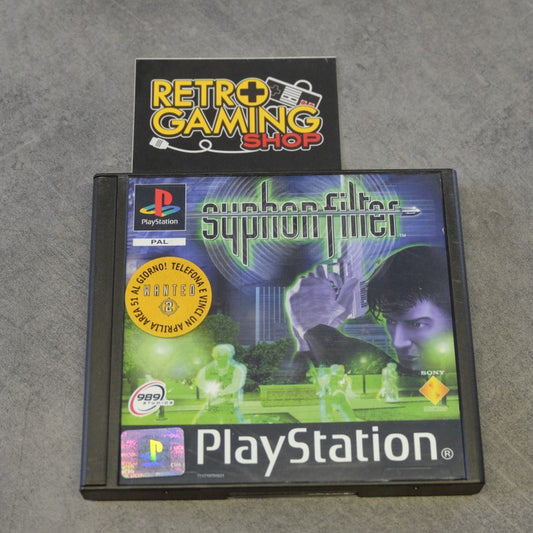 RETRO
GAMING
SHOP
PlayStation
PAL
syphon filter™
TELEFONA E VINCI UN APRILIA AREA 51 AL GIORNO!
WANTED
989
STUDIOS
SONY
PlayStation®